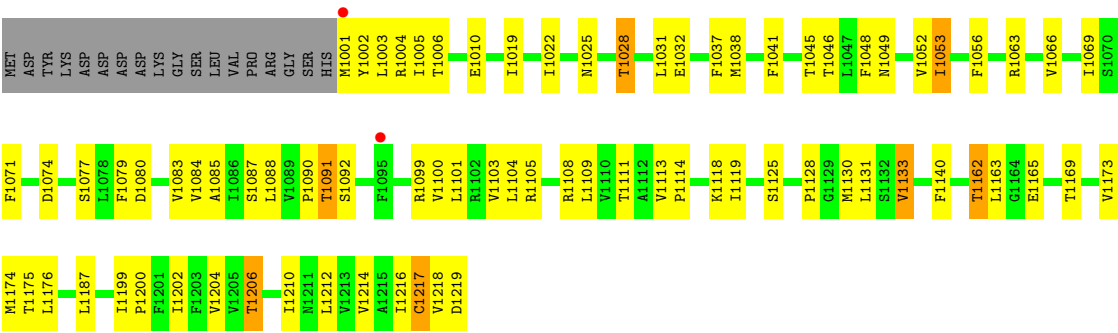 MET ASP TYR LYS ASP ASP ASP ASP LYS GLY SER LEU VAL PRO ARG GLY SER HIS M1001 Y1002 L1003 R1004 I1005 T1006 E1010 I1019 I1022 N1025 T1028 L1031 E1032 F1037 M1038 F1041 T1045 T1046 L1047 F1048 N1049 V1052 I1053 F1056 R1063 V1066 I1069 S1070
F1071 D1074 S1077 L1078 F1079 D1080 V1083 V1084 A1085 I1086 S1087 L1088 V1089 P1090 T1091 S1092 F1095 R1099 V1100 L1101 R1102 V1103 L1104 R1105 R1108 L1109 V1110 T1111 A1112 V1113 P1114 K1118 I1119 S1125 P1128 G1129 M1130 L1131 S1132 V1133 F1140 T1162 L1163 G1164 E1165 T1169 V1173
M1174 T1175 L1176 L1187 I1199 P1200 F1201 I1202 F1203 V1204 V1205 T1206 I1210 N1211 L1212 V1213 V1214 A1215 I1216 C1217 V1218 D1219